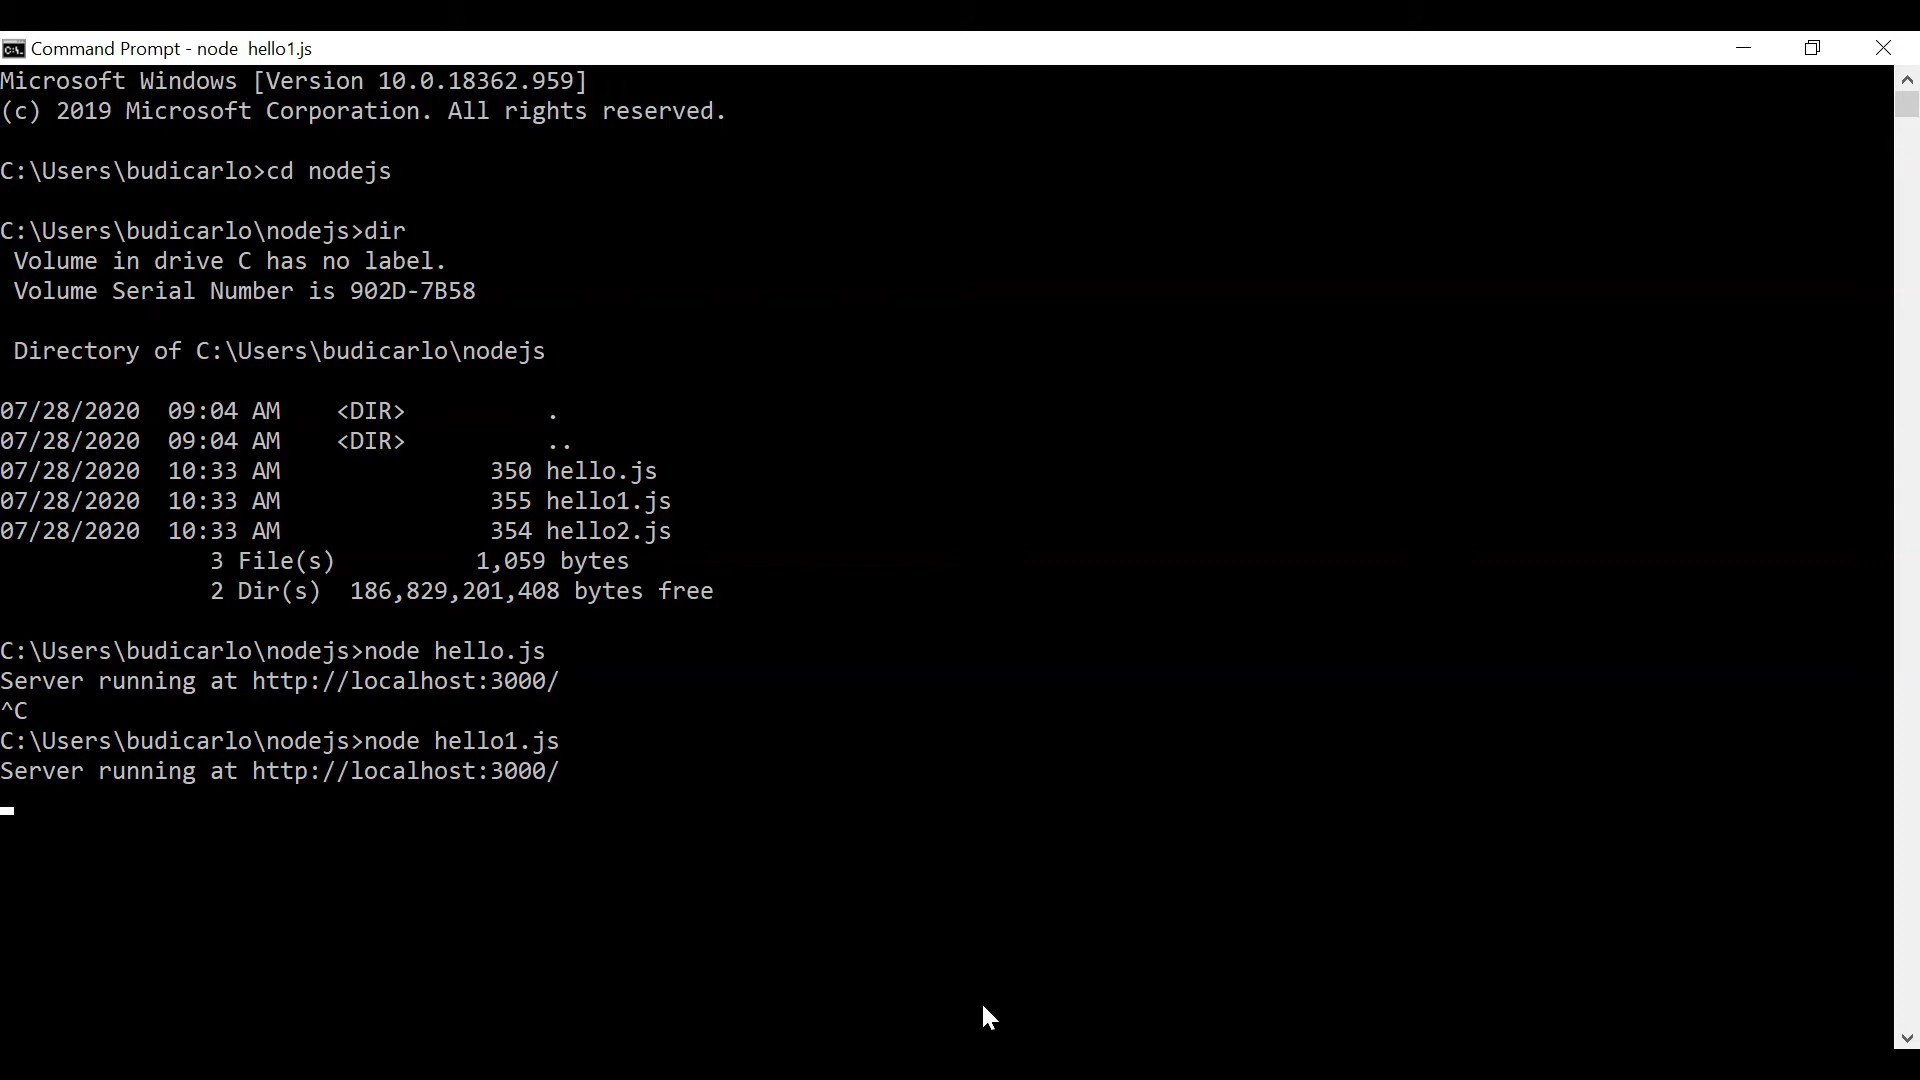 Command Prompt - node  hello1.js
Microsoft Windows [Version 10.0.18362.959]
(c) 2019 Microsoft Corporation. All rights reserved.
C:\Users\budicarlo>cd nodejs
C:\Users\budicarlo\nodejs>dir
 Volume in drive C has no label.
 Volume Serial Number is 902D-7B58
 Directory of C:\Users\budicarlo\nodejs
07/28/2020  09:04 AM    <DIR>          .
07/28/2020  09:04 AM    <DIR>          ..
07/28/2020  10:33 AM               350 hello.js
07/28/2020  10:33 AM               355 hello1.js
07/28/2020  10:33 AM               354 hello2.js
               3 File(s)          1,059 bytes
               2 Dir(s)  186,829,201,408 bytes free
C:\Users\budicarlo\nodejs>node hello.js
Server running at http://localhost:3000/
^C
C:\Users\budicarlo\nodejs>node hello1.js
Server running at http://localhost:3000/